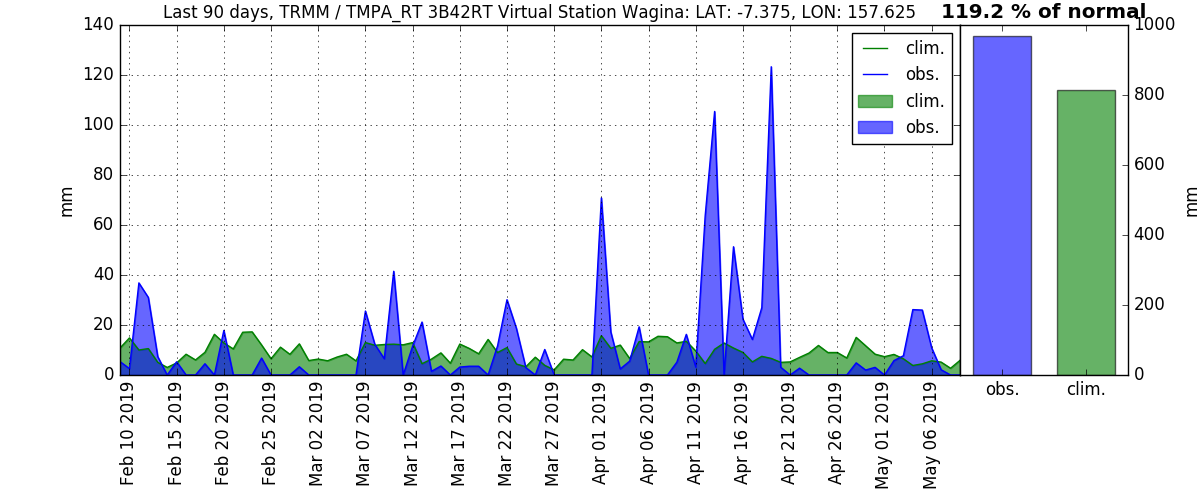 Last 90 days, TRMM / TMPA_RT 3B42RT Virtual Station Wagina: LAT: -7.375, LON: 157.625
119.2 % of normal
140
120
100
80
60
40
20
0
mm
clim.
obs.
clim.
obs.
1000
800
600
400
200
0
mm
obs.
clim.
Feb 10 2019
Feb 15 2019
Feb 20 2019
Feb 25 2019
Mar 02 2019
Mar 07 2019
Mar 12 2019
Mar 17 2019
Mar 22 2019
Mar 27 2019
Apr 01 2019
Apr 06 2019
Apr 11 2019
Apr 16 2019
Apr 21 2019
Apr 26 2019
May 01 2019
May 06 2019